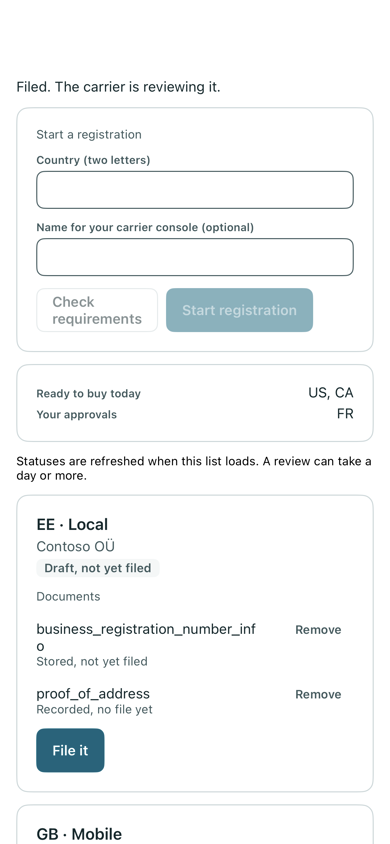 Filed. The carrier is reviewing it.
Start a registration
Country (two letters)
Name for your carrier console (optional)
Check
requirements
Start registration
Ready to buy today
US, CA
Your approvals
FR
Statuses are refreshed when this list loads. A review can take a
day or more.
EE · Local
Contoso OÜ
Draft, not yet filed
Documents
business_registration_number_inf
o
Remove
Stored, not yet filed
proof_of_address
Remove
Recorded, no file yet
File it
GB · Mobile